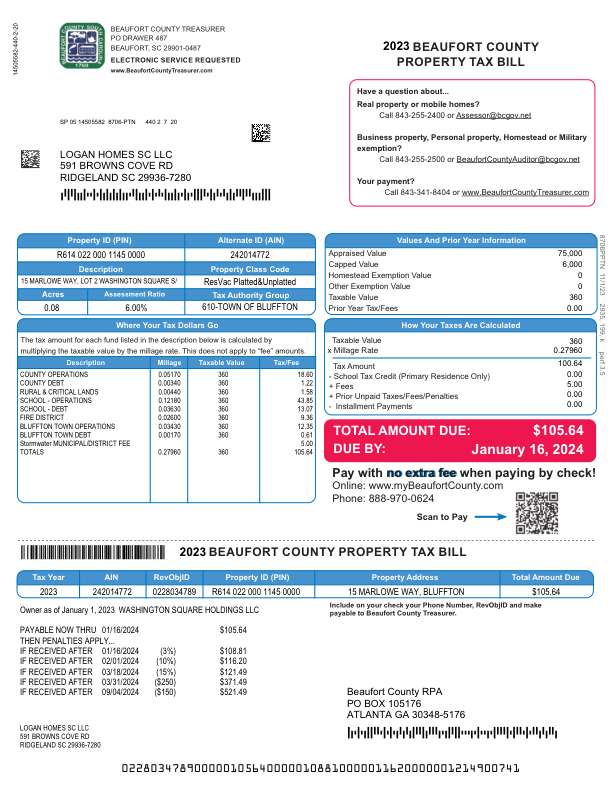 14505582-440-2-20
BEAUFORT COUNTY SOUTH CAROLINA
1769
BEAUFORT COUNTY TREASURER
PO DRAWER 487
BEAUFORT, SC 29901-0487
ELECTRONIC SERVICE REQUESTED
www.BeaufortCountyTreasurer.com
2023 BEAUFORT COUNTY
PROPERTY TAX BILL
Have a question about...
Real property or mobile homes?
Call 843-255-2400 or Assessor@bcgov.net
Business property, Personal property, Homestead or Military
exemption?
Call 843-255-2500 or BeaufortCountyAuditor@bcgov.net
Your payment?
Call 843-341-8404 or www.BeaufortCountyTreasurer.com
SP 05 14505582 8706-PTN 440 2 7 20
LOGAN HOMES SC LLC
591 BROWNS COVE RD
RIDGELAND SC 29936-7280
Property ID (PIN) Alternate ID (AIN)
R614 022 000 1145 0000 242014772
Description Property Class Code
15 MARLOWE WAY, LOT 2 WASHINGTON SQUARE S/ ResVac Platted&Unplatted
Acres Assessment Ratio Tax Authority Group
0.08 6.00% 610-TOWN OF BLUFFTON
Values And Prior Year Information
Appraised Value 75,000
Capped Value 6,000
Homestead Exemption Value 0
Other Exemption Value 0
Taxable Value 360
Prior Year Tax/Fees 0.00
Where Your Tax Dollars Go
The tax amount for each fund listed in the description below is calculated by
multiplying the taxable value by the millage rate. This does not apply to “fee” amounts.
Description Millage Taxable Value Tax/Fee
COUNTY OPERATIONS 0.05170 360 18.60
COUNTY DEBT 0.00340 360 1.22
RURAL & CRITICAL LANDS 0.00440 360 1.58
SCHOOL - OPERATIONS 0.12180 360 43.85
SCHOOL - DEBT 0.03630 360 13.07
FIRE DISTRICT 0.02600 360 9.36
BLUFFTON TOWN OPERATIONS 0.03430 360 12.35
BLUFFTON TOWN DEBT 0.00170 360 0.61
Stormwater MUNICIPAL/DISTRICT FEE 5.00
TOTALS 0.27960 360 105.64
How Your Taxes Are Calculated
Taxable Value 360
x Millage Rate 0.27960
Tax Amount 100.64
- School Tax Credit (Primary Residence Only) 0.00
+ Fees 5.00
+ Prior Unpaid Taxes/Fees/Penalties 0.00
- Installment Payments 0.00
TOTAL AMOUNT DUE: $105.64
DUE BY: January 16, 2024
Pay with no extra fee when paying by check!
Online: www.myBeaufortCounty.com
Phone: 888-970-0624
Scan to Pay
2023 BEAUFORT COUNTY PROPERTY TAX BILL
Tax Year AIN RevObjID Property ID (PIN) Property Address Total Amount Due
2023 242014772 0228034789 R614 022 000 1145 0000 15 MARLOWE WAY, BLUFFTON $105.64
Owner as of January 1, 2023 WASHINGTON SQUARE HOLDINGS LLC
Include on your check your Phone Number, RevObjID and make
payable to Beaufort County Treasurer.
PAYABLE NOW THRU 01/16/2024 $105.64
THEN PENALTIES APPLY...
IF RECEIVED AFTER 01/16/2024 (3%) $108.81
IF RECEIVED AFTER 02/01/2024 (10%) $116.20
IF RECEIVED AFTER 03/18/2024 (15%) $121.49
IF RECEIVED AFTER 03/31/2024 ($250) $371.49
IF RECEIVED AFTER 09/04/2024 ($150) $521.49
Beaufort County RPA
PO BOX 105176
ATLANTA GA 30348-5176
LOGAN HOMES SC LLC
591 BROWNS COVE RD
RIDGELAND SC 29936-7280